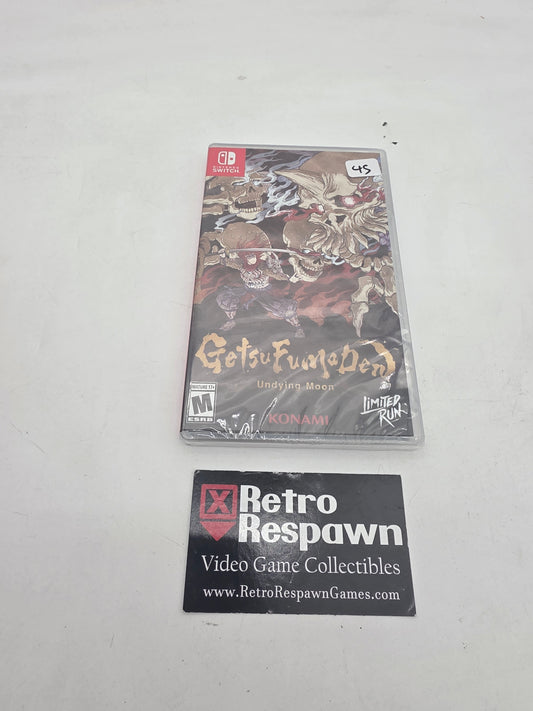 NINTENDO
SWITCH
45
GetsuFumaDen
Undying Moon
MATURE 17+
M
ESRB
KONAMI
LIMITED
RUN
X Retro
Respawn
Video Game Collectibles
www.RetroRespawnGames.com